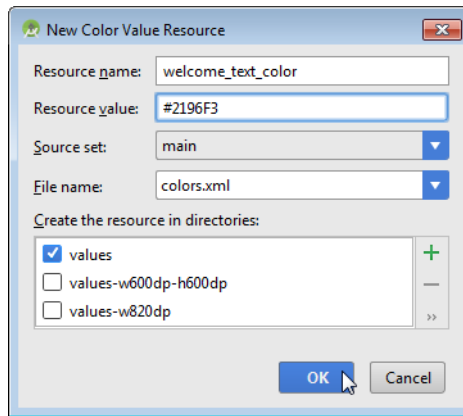 New Color Value Resource
Resource name: welcome_text_color
Resource value: #2196F3
Source set: main
File name: colors.xml
Create the resource in directories:
values
values-w600dp-h600dp
values-w820dp
OK Cancel